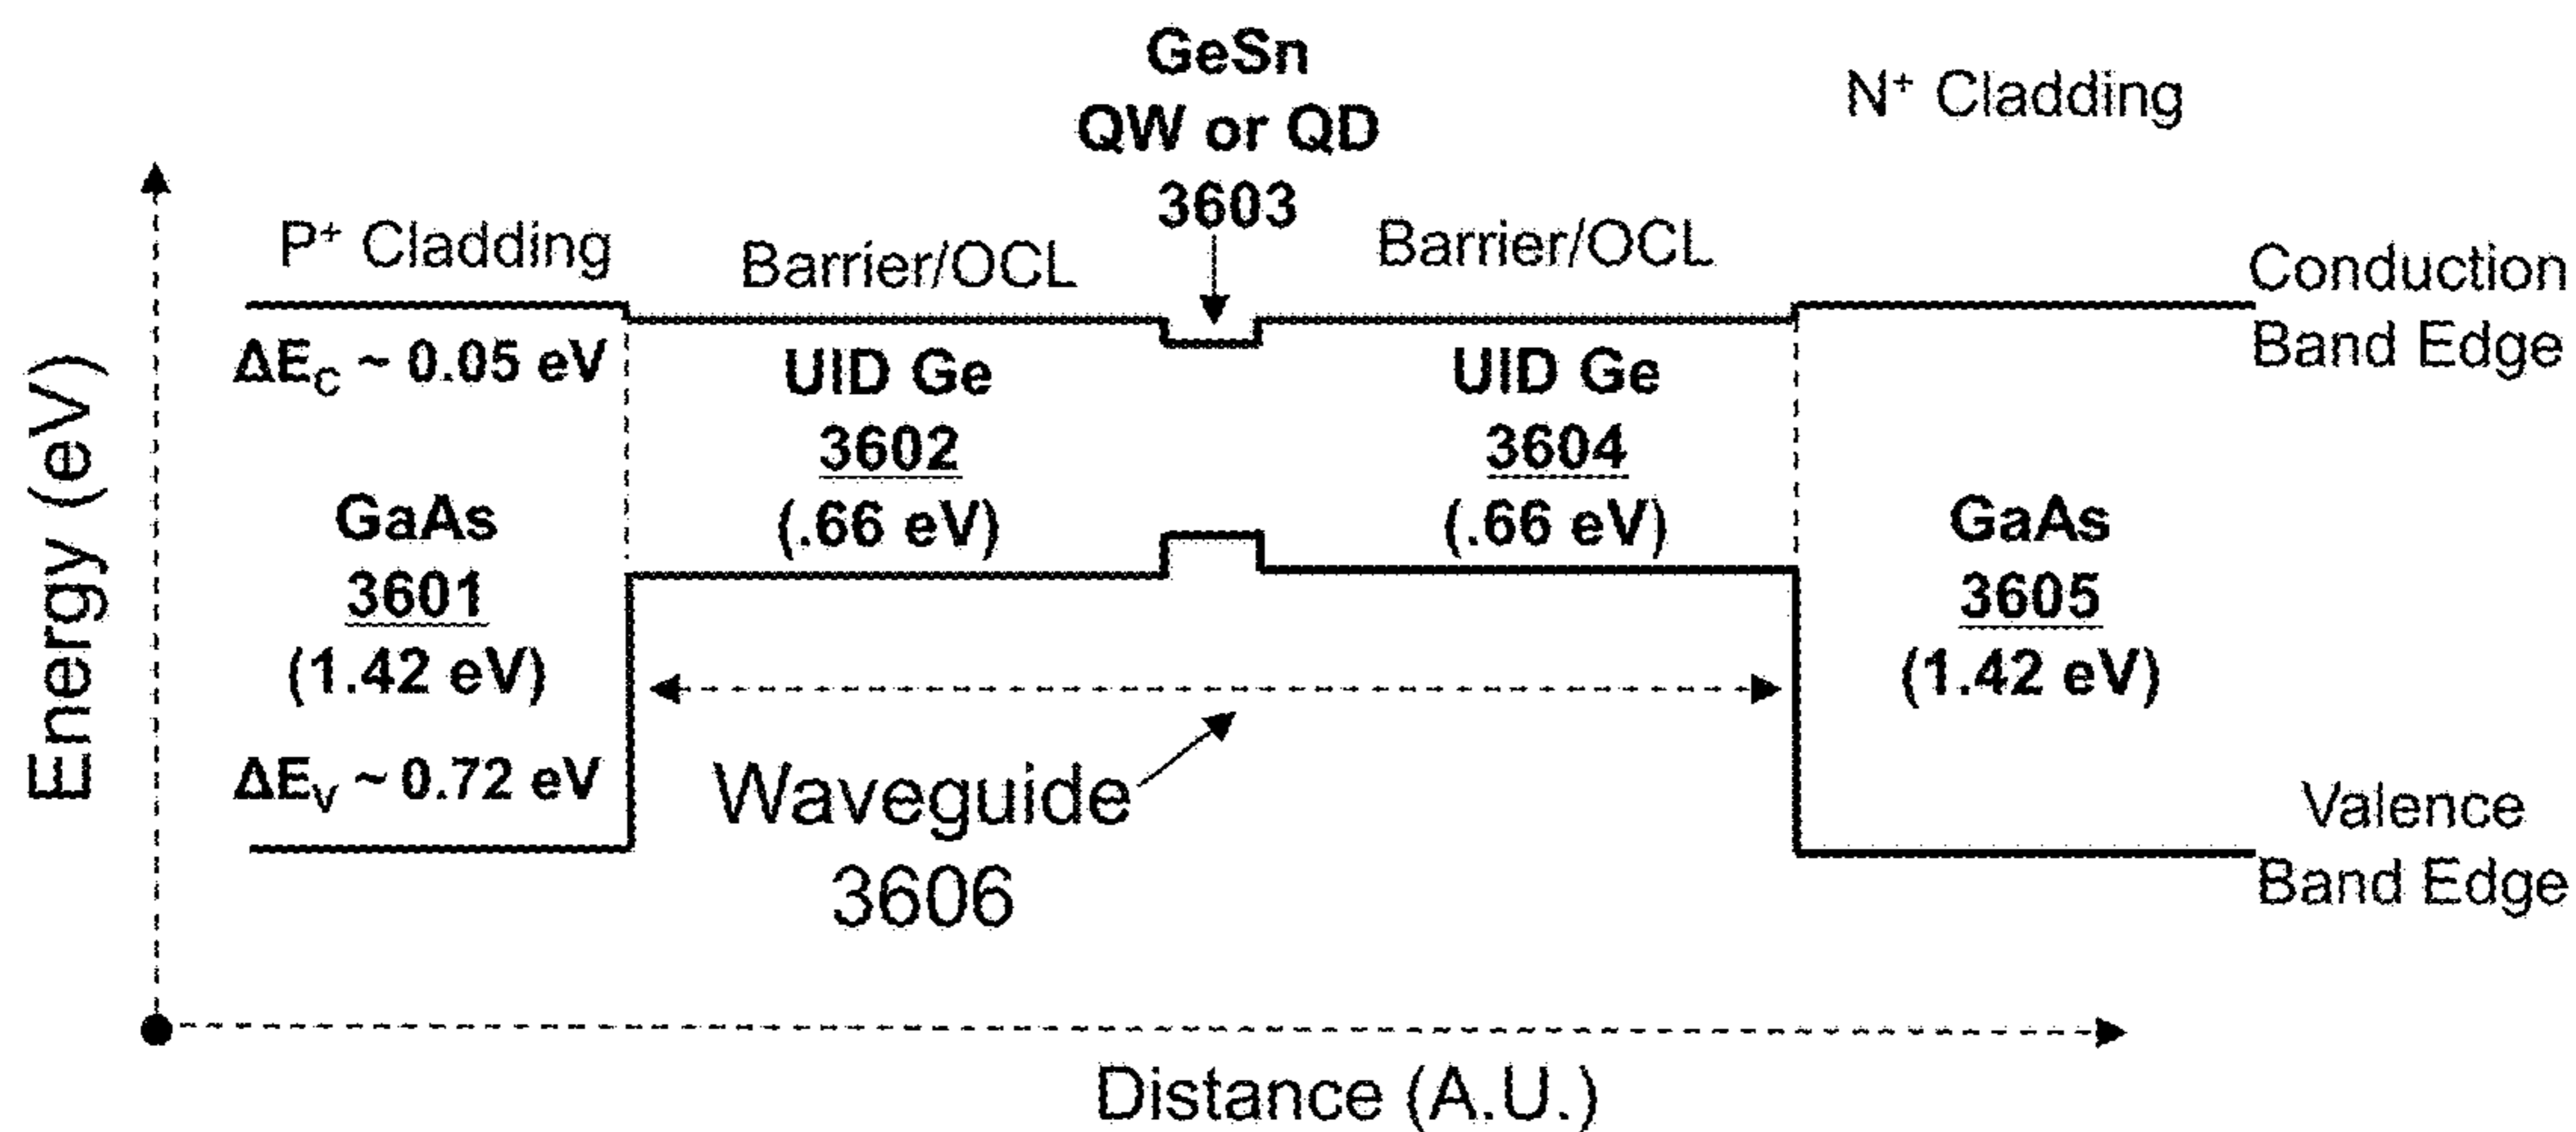 GeSn
QW or QD
3603
N⁺ Cladding
P⁺ Cladding
Barrier/OCL
Barrier/OCL
Conduction
Band Edge
ΔE_C ~ 0.05 eV
UID Ge
3602
(.66 eV)
UID Ge
3604
(.66 eV)
GaAs
3601
(1.42 eV)
GaAs
3605
(1.42 eV)
ΔE_V ~ 0.72 eV
Waveguide
3606
Valence
Band Edge
Energy (eV)
Distance (A.U.)